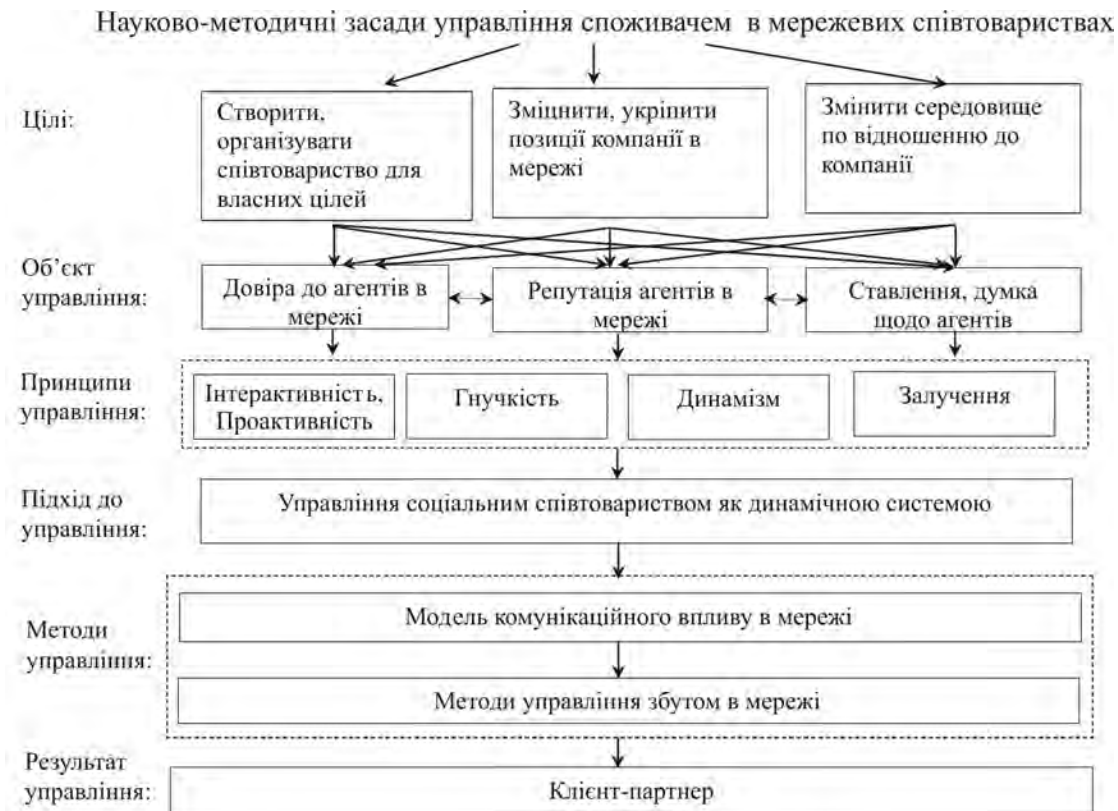 Науково-методичні засади управління споживачем в мережевих співтовариствах
Цілі:
Створити,
організувати
співтовариство для
власних цілей
Зміцнити, укріпити
позиції компанії в
мережі
Змінити середовище
по відношенню до
компанії
Об’єкт
управління:
Довіра до агентів в
мережі
Репутація агентів в
мережі
Ставлення, думка
щодо агентів
Принципи
управління:
Інтерактивність,
Проактивність
Гнучкість
Динамізм
Залучення
Підхід до
управління:
Управління соціальним співтовариством як динамічною системою
Методи
управління:
Модель комунікаційного впливу в мережі
Методи управління збутом в мережі
Результат
управління:
Клієнт-партнер